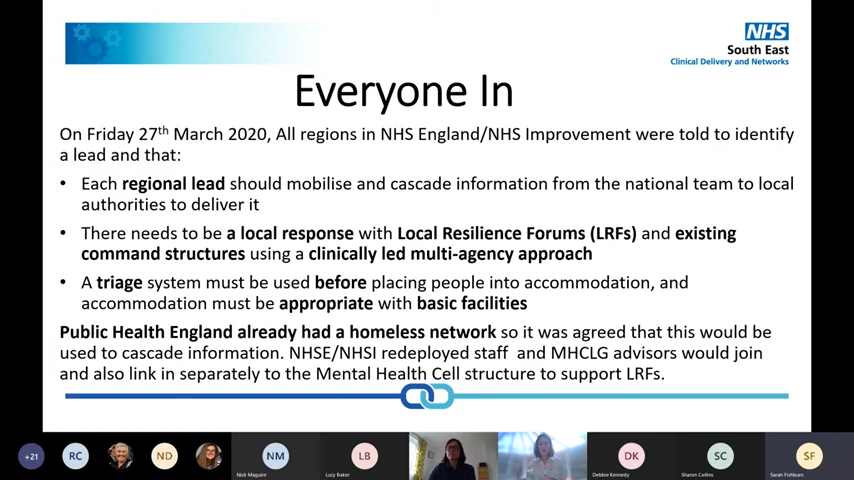 NHS
South East
Clinical Delivery and Networks
Everyone In
On Friday 27th March 2020, All regions in NHS England/NHS Improvement were told to identify
a lead and that:
• Each regional lead should mobilise and cascade information from the national team to local
authorities to deliver it
• There needs to be a local response with Local Resilience Forums (LRFs) and existing
command structures using a clinically led multi-agency approach
• A triage system must be used before placing people into accommodation, and
accommodation must be appropriate with basic facilities
Public Health England already had a homeless network so it was agreed that this would be
used to cascade information. NHSE/NHSI redeployed staff and MHCLG advisors would join
and also link in separately to the Mental Health Cell structure to support LRFs.
+21
RC
ND
NM
LB
DK
SC
SF
Nick Maguire
Lucy Baker
Debbie Kennedy
Sharon Collins
Sarah Fishburn